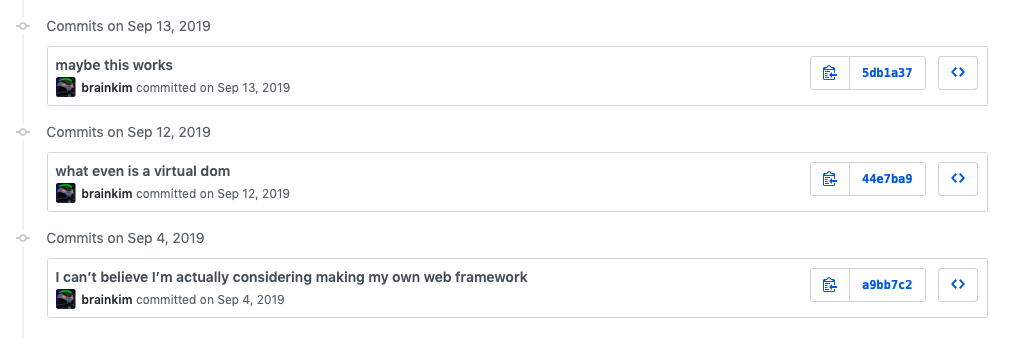 Commits on Sep 13, 2019
maybe this works
5db1a37
brainkim committed on Sep 13, 2019
Commits on Sep 12, 2019
what even is a virtual dom
44e7ba9
brainkim committed on Sep 12, 2019
Commits on Sep 4, 2019
I can’t believe I’m actually considering making my own web framework
a9bb7c2
brainkim committed on Sep 4, 2019